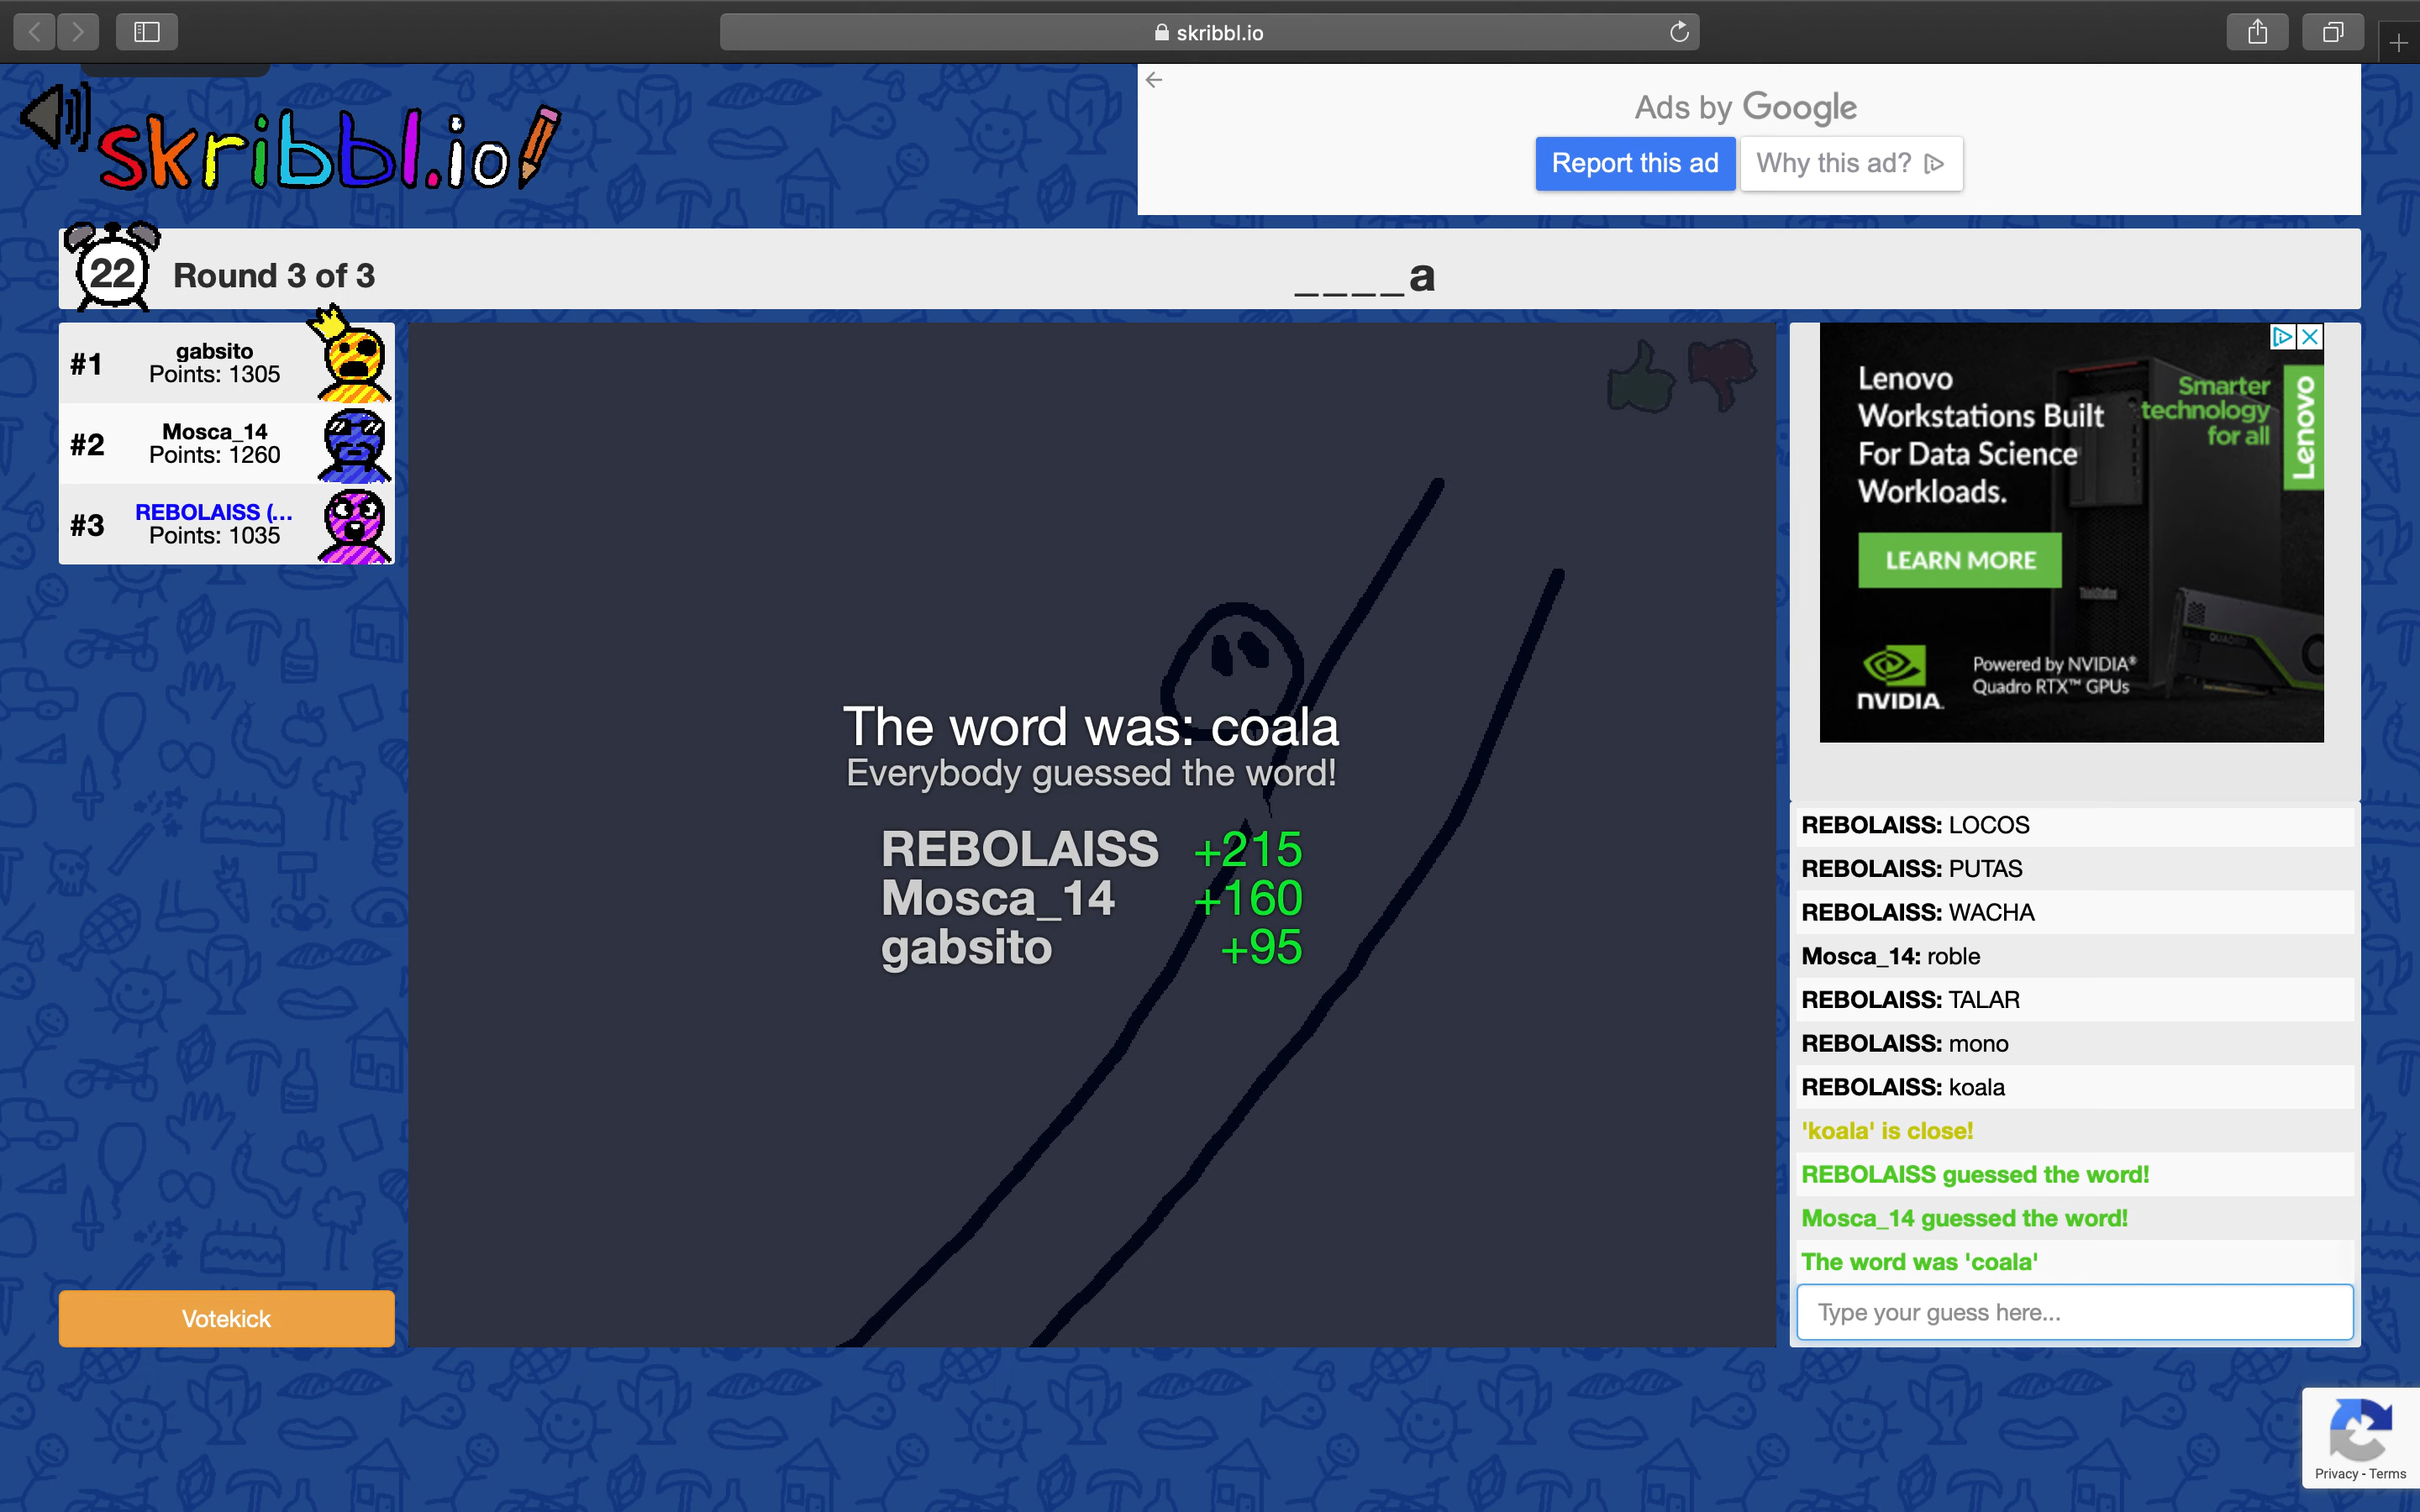 skribbl.io
skribbl.io
Ads by Google
Report this ad
Why this ad?
22
Round 3 of 3
____a
#1
gabsito
Points: 1305
#2
Mosca_14
Points: 1260
#3
REBOLAISS (...
Points: 1035
Votekick
The word was: coala
Everybody guessed the word!
REBOLAISS +215
Mosca_14 +160
gabsito +95
Lenovo
Workstations Built
For Data Science
Workloads.
Smarter
technology
for all
Lenovo
LEARN MORE
NVIDIA.
Powered by NVIDIA®
Quadro RTX™ GPUs
QUADRO
REBOLAISS: LOCOS
REBOLAISS: PUTAS
REBOLAISS: WACHA
Mosca_14: roble
REBOLAISS: TALAR
REBOLAISS: mono
REBOLAISS: koala
'koala' is close!
REBOLAISS guessed the word!
Mosca_14 guessed the word!
The word was 'coala'
Type your guess here...
Privacy - Terms